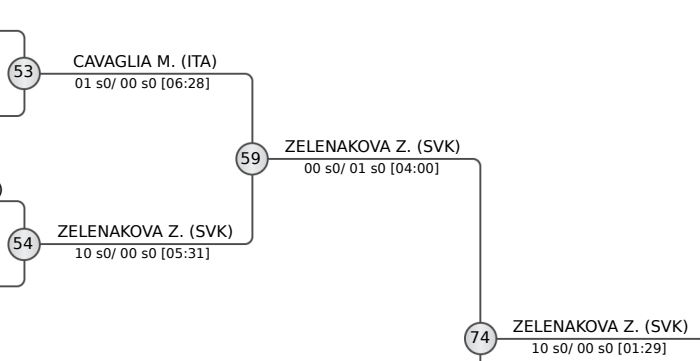 CAVAGLIA M. (ITA)
53
01 s0/ 00 s0 [06:28]
ZELENAKOVA Z. (SVK)
59
00 s0/ 01 s0 [04:00]
)
ZELENAKOVA Z. (SVK)
54
10 s0/ 00 s0 [05:31]
ZELENAKOVA Z. (SVK)
74
10 s0/ 00 s0 [01:29]